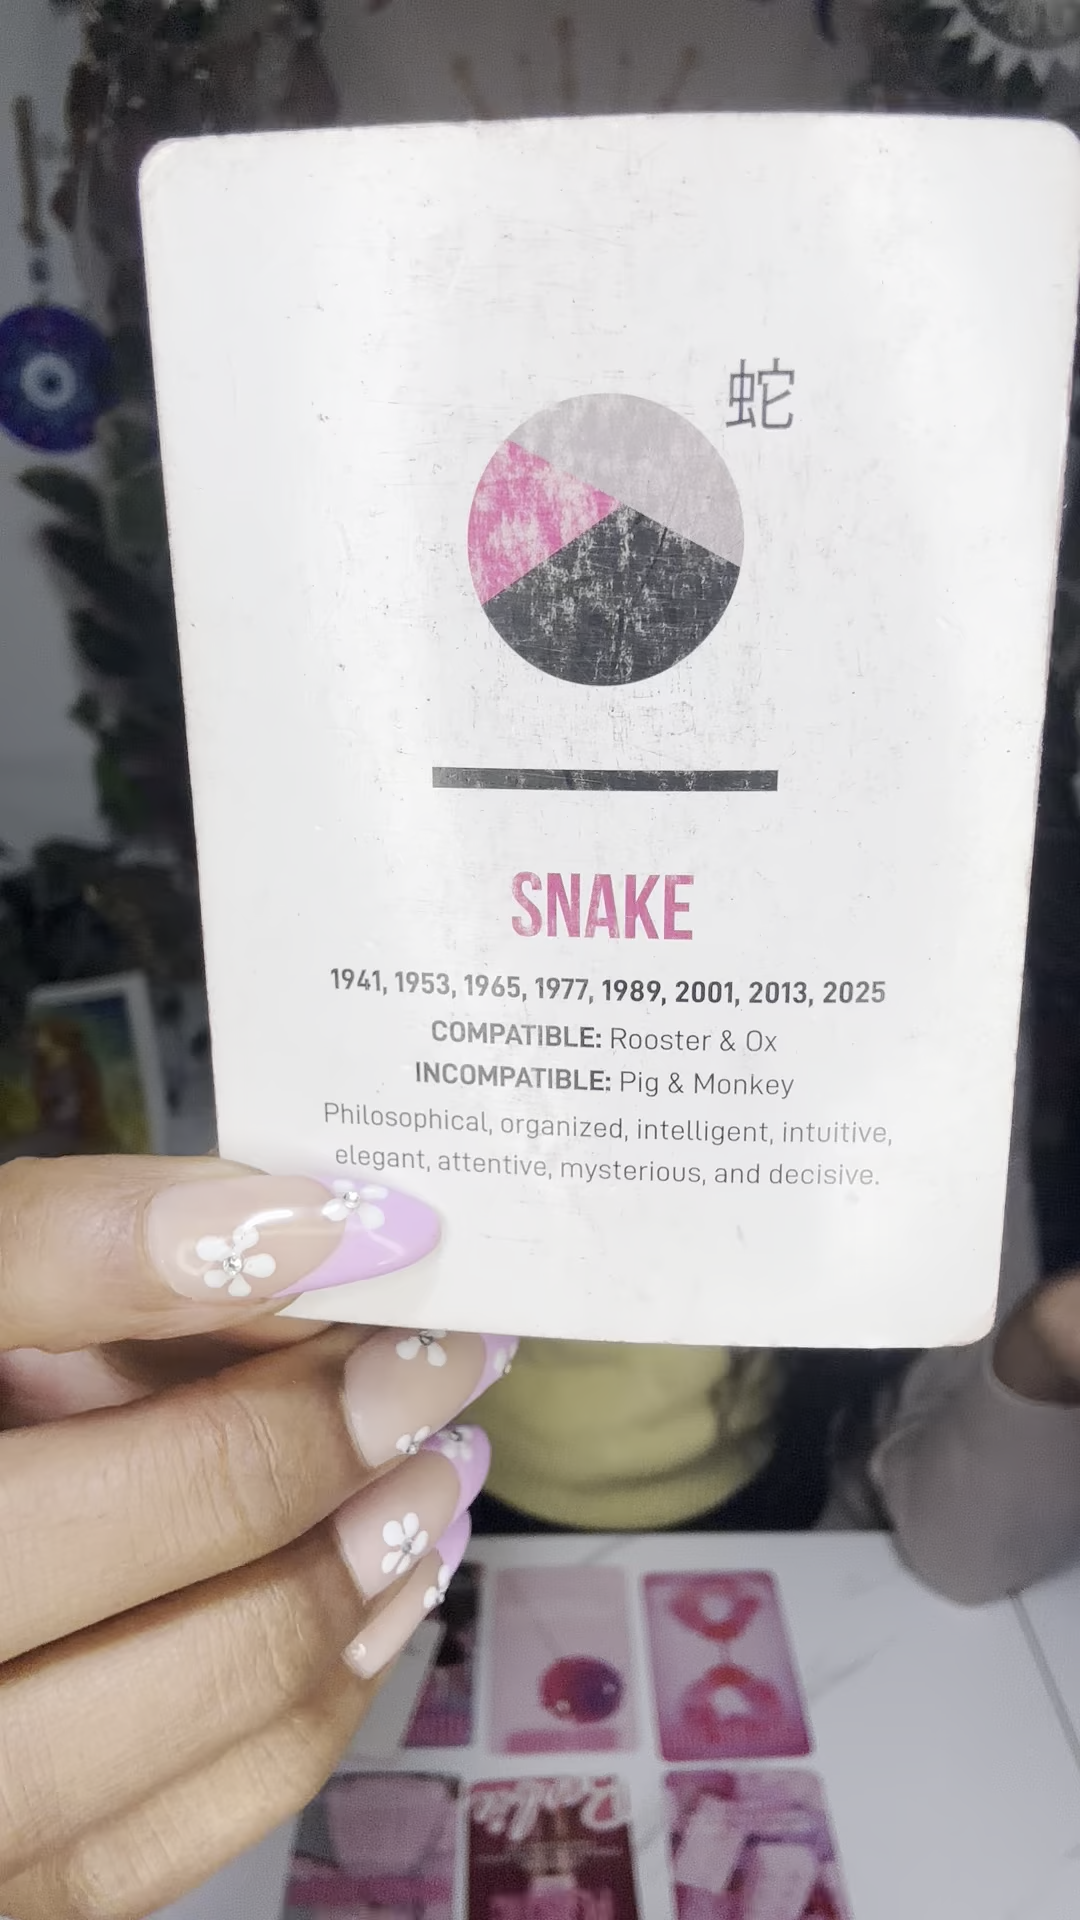 蛇
SNAKE
1941, 1953, 1965, 1977, 1989, 2001, 2013, 2025
COMPATIBLE: Rooster & Ox
INCOMPATIBLE: Pig & Monkey
Philosophical, organized, intelligent, intuitive,
elegant, attentive, mysterious, and decisive.
Barbie